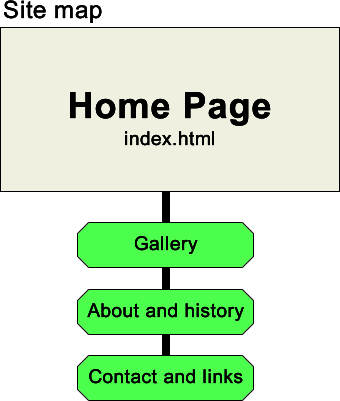 Site map
Home Page
index.html
Gallery
About and history
Contact and links